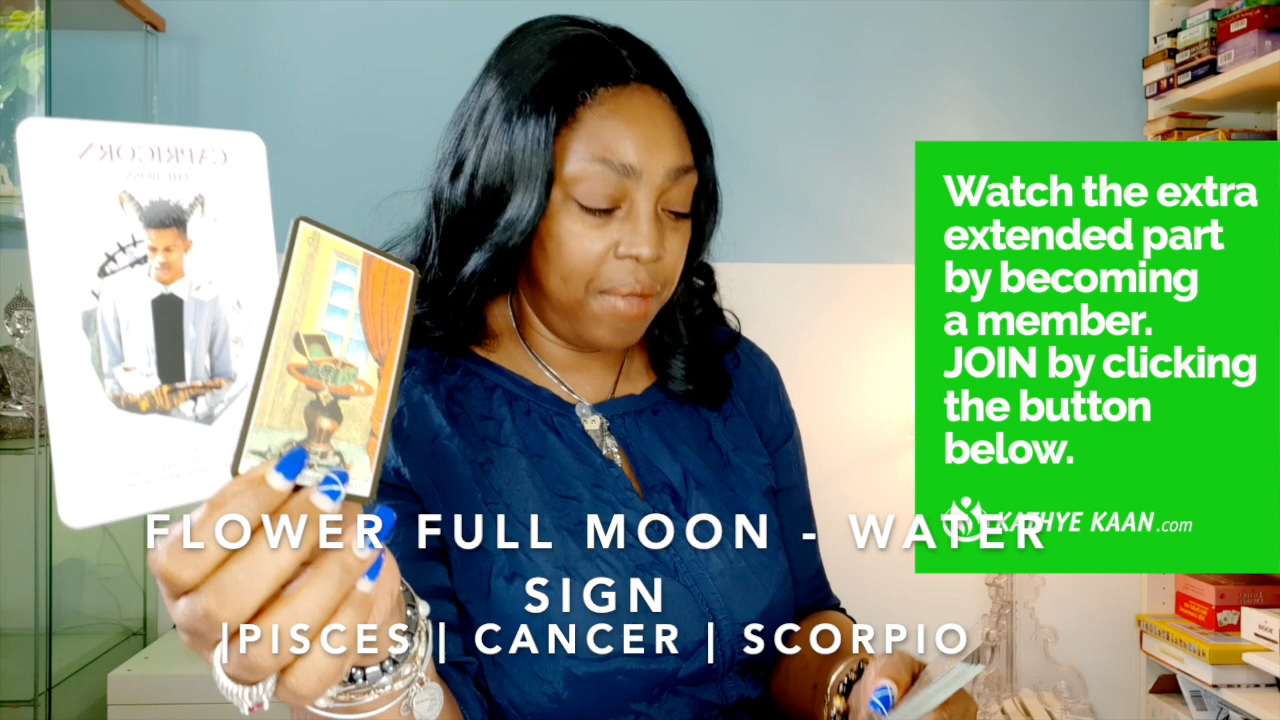 CAPRICORN
Watch the extra
extended part
by becoming
a member.
JOIN by clicking
the button
below.
KATHYE KAAN.com
FLOWER FULL MOON - WATER
SIGN
|PISCES | CANCER | SCORPIO